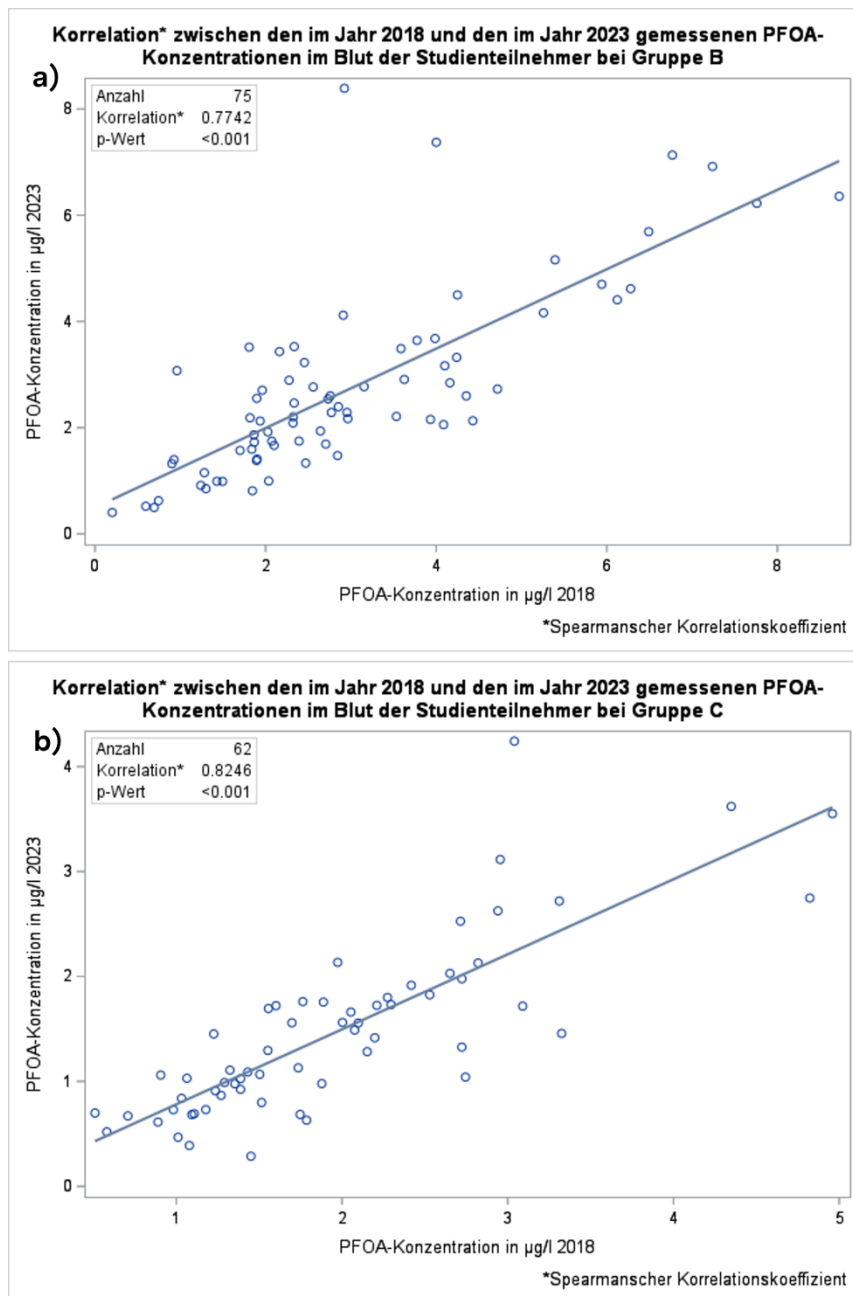 Korrelation* zwischen den im Jahr 2018 und den im Jahr 2023 gemessenen PFOA-
Konzentrationen im Blut der Studienteilnehmer bei Gruppe B
a)
Anzahl 75
Korrelation* 0.7742
p-Wert <0.001
PFOA-Konzentration in µg/l 2023
8
6
4
2
0
0 2 4 6 8
PFOA-Konzentration in µg/l 2018
*Spearmanscher Korrelationskoeffizient
Korrelation* zwischen den im Jahr 2018 und den im Jahr 2023 gemessenen PFOA-
Konzentrationen im Blut der Studienteilnehmer bei Gruppe C
b)
Anzahl 62
Korrelation* 0.8246
p-Wert <0.001
PFOA-Konzentration in µg/l 2023
4
3
2
1
0
1 2 3 4 5
PFOA-Konzentration in µg/l 2018
*Spearmanscher Korrelationskoeffizient